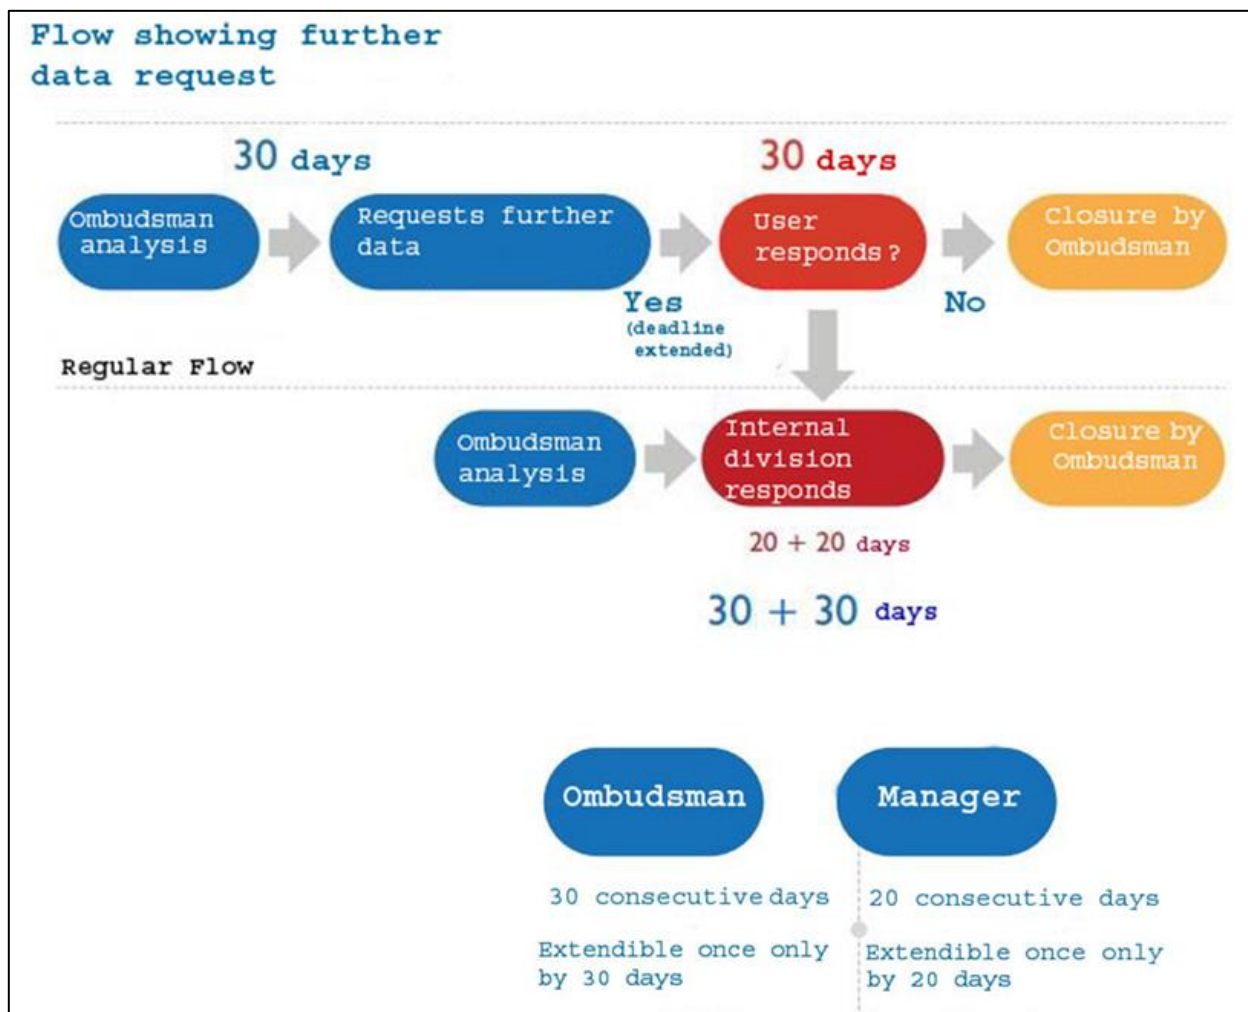 Flow showing further
data request
30 days
30 days
Ombudsman
analysis
Requests further
data
User
responds?
Closure by
Ombudsman
Yes
(deadline
extended)
No
Regular Flow
Ombudsman
analysis
Internal
division
responds
Closure by
Ombudsman
20 + 20 days
30 + 30 days
Ombudsman
Manager
30 consecutive days
20 consecutive days
Extendible once only
by 30 days
Extendible once only
by 20 days